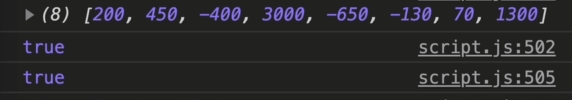 ▶ (8) [200, 450, −400, 3000, −650, −130, 70, 1300]
true script.js:502
true script.js:505